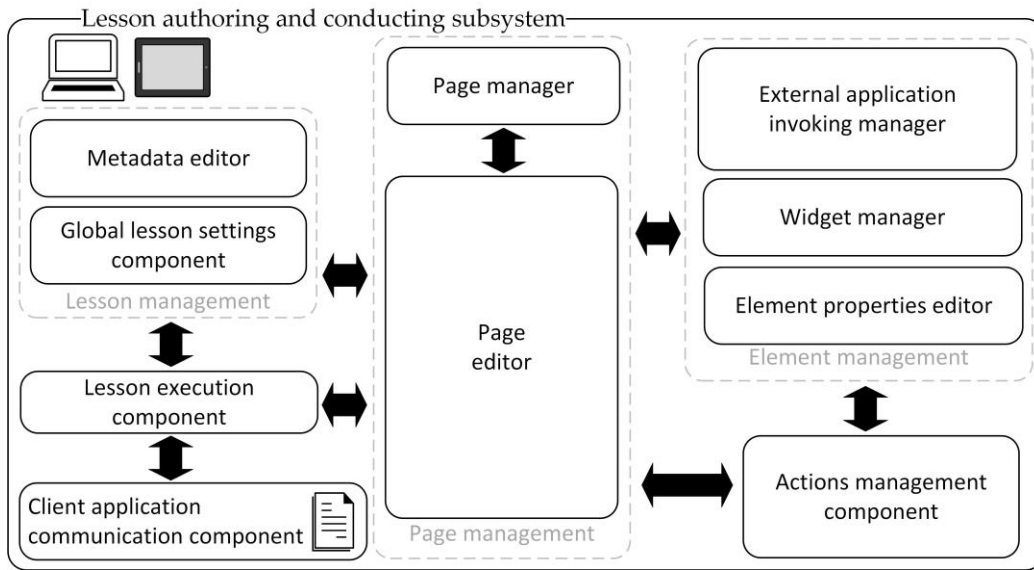 Lesson authoring and conducting subsystem
Metadata editor
Global lesson settings
component
Lesson management
Lesson execution
component
Client application
communication component
Page manager
Page
editor
Page management
External application
invoking manager
Widget manager
Element properties editor
Element management
Actions management
component